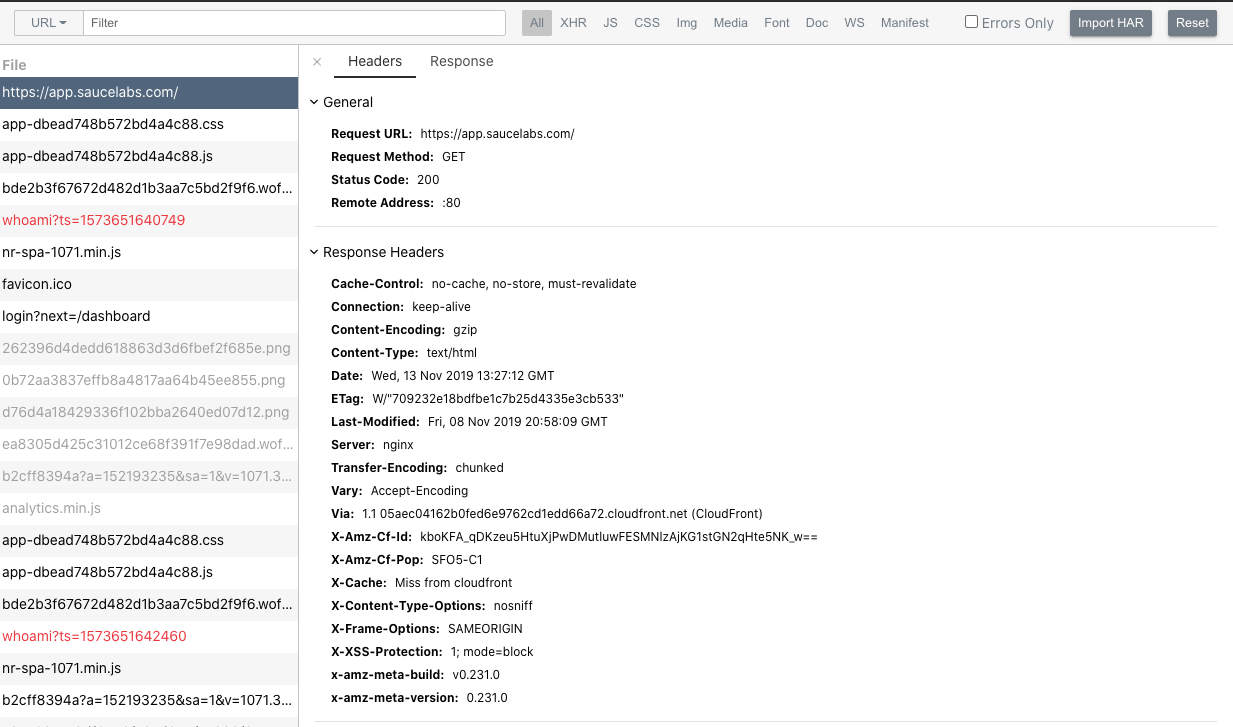 URL Filter All XHR JS CSS Img Media Font Doc WS Manifest Errors Only Import HAR Reset
File
https://app.saucelabs.com/
app-dbead748b572bd4a4c88.css
app-dbead748b572bd4a4c88.js
bde2b3f67672d482d1b3aa7c5bd2f9f6.wof...
whoami?ts=1573651640749
nr-spa-1071.min.js
favicon.ico
login?next=/dashboard
262396d4dedd618863d3d6fbef2f685e.png
0b72aa3837effb8a4817aa64b45ee855.png
d76d4a18429336f102bba2640ed07d12.png
ea8305d425c31012ce68f391f7e98dad.wof...
b2cff8394a?a=152193235&sa=1&v=1071.3...
analytics.min.js
app-dbead748b572bd4a4c88.css
app-dbead748b572bd4a4c88.js
bde2b3f67672d482d1b3aa7c5bd2f9f6.wof...
whoami?ts=1573651642460
nr-spa-1071.min.js
b2cff8394a?a=152193235&sa=1&v=1071.3...
Headers Response
General
Request URL: https://app.saucelabs.com/
Request Method: GET
Status Code: 200
Remote Address: :80
Response Headers
Cache-Control: no-cache, no-store, must-revalidate
Connection: keep-alive
Content-Encoding: gzip
Content-Type: text/html
Date: Wed, 13 Nov 2019 13:27:12 GMT
ETag: W/"709232e18bdfbe1c7b25d4335e3cb533"
Last-Modified: Fri, 08 Nov 2019 20:58:09 GMT
Server: nginx
Transfer-Encoding: chunked
Vary: Accept-Encoding
Via: 1.1 05aec04162b0fed6e9762cd1edd66a72.cloudfront.net (CloudFront)
X-Amz-Cf-Id: kboKFA_qDKzeu5HtuXjPwDMutIuwFESMNIzAjKG1stGN2qHte5NK_w==
X-Amz-Cf-Pop: SFO5-C1
X-Cache: Miss from cloudfront
X-Content-Type-Options: nosniff
X-Frame-Options: SAMEORIGIN
X-XSS-Protection: 1; mode=block
x-amz-meta-build: v0.231.0
x-amz-meta-version: 0.231.0